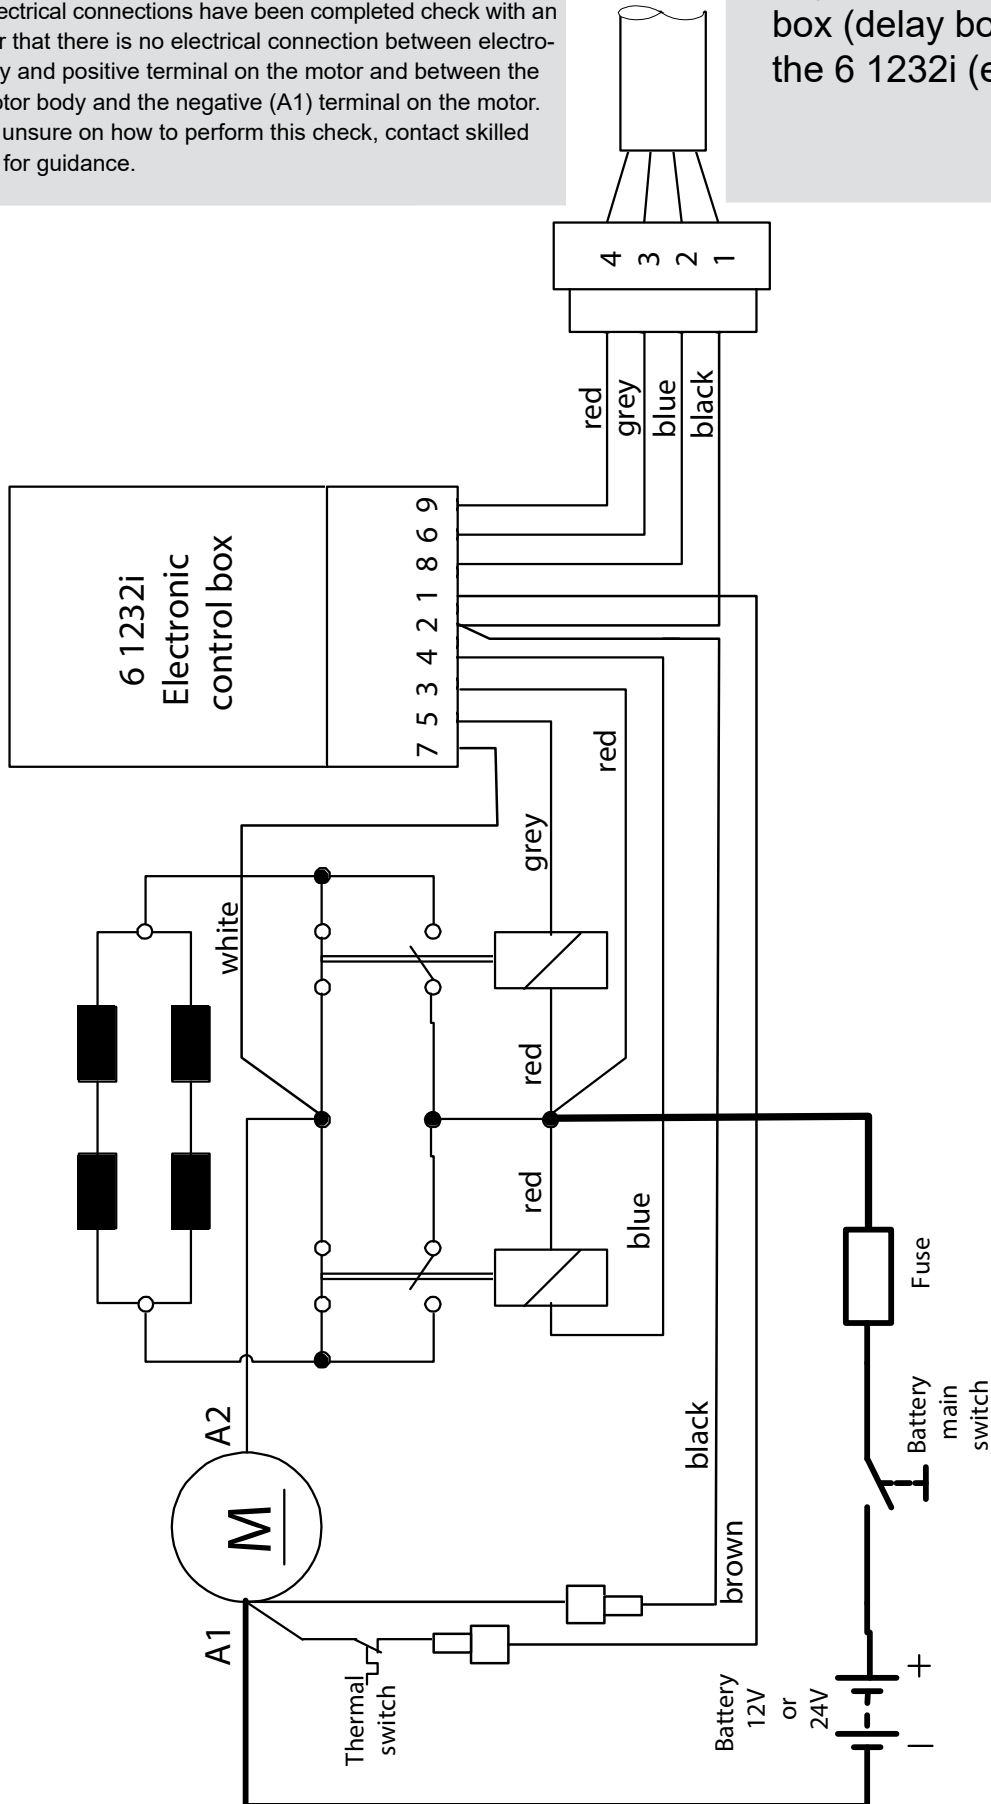 ectrical connections have been completed check with an
r that there is no electrical connection between electro-
y and positive terminal on the motor and between the
otor body and the negative (A1) terminal on the motor.
unsure on how to perform this check, contact skilled
for guidance.
box (delay bo
the 6 1232i (e
4 3 2 1
red
grey
blue
black
6 1232i
Electronic
control box
7 5 3 4 2 1 8 6 9
red
grey
white
red
red
blue
Fuse
Battery
main
switch
A2
M
black
brown
A1
Thermal
switch
Battery
12V
or
24V
+
–